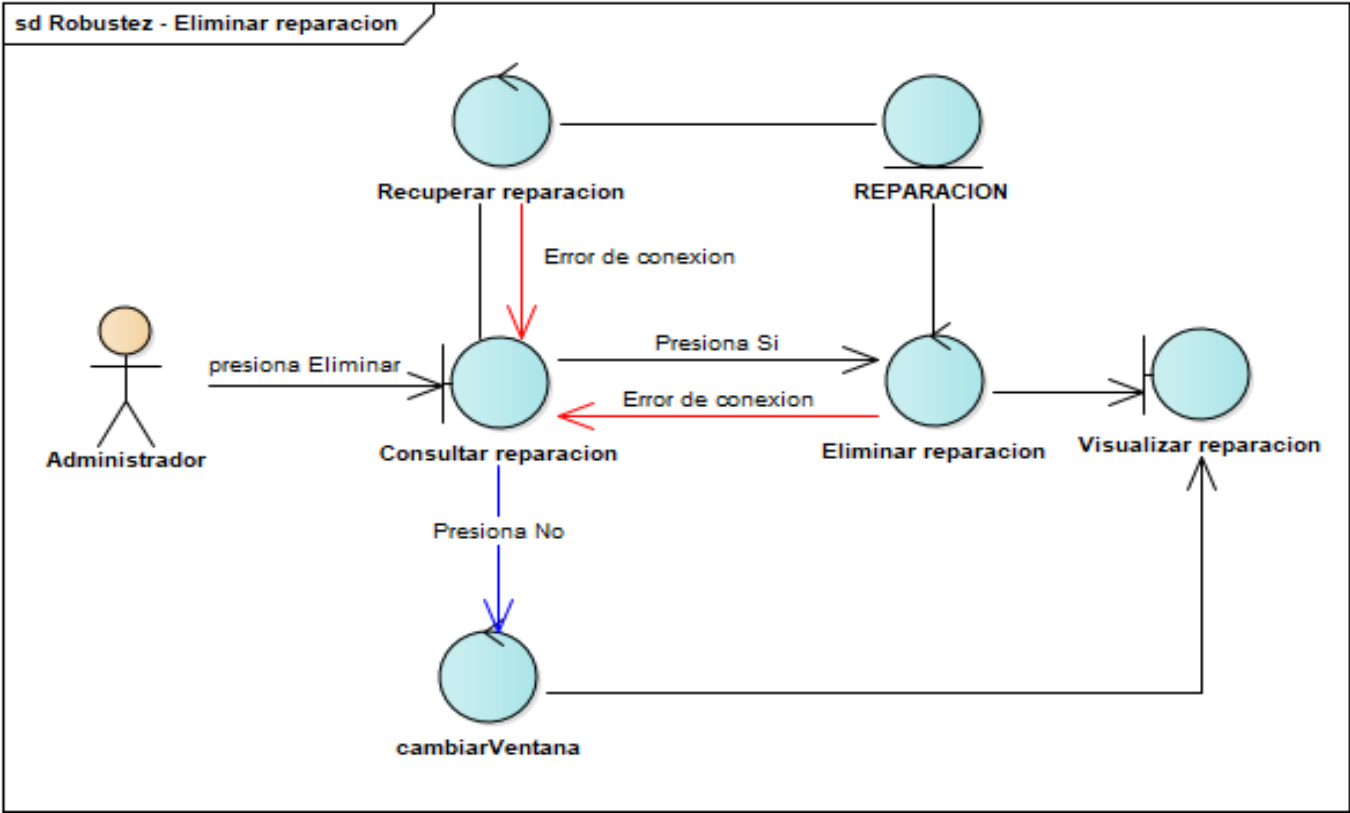 sd Robustez - Eliminar reparacion
Recuperar reparacion
REPARACION
Error de conexion
Presiona Si
presiona Eliminar
Error de conexion
Administrador
Consultar reparacion
Eliminar reparacion
Visualizar reparacion
Presiona No
cambiarVentana